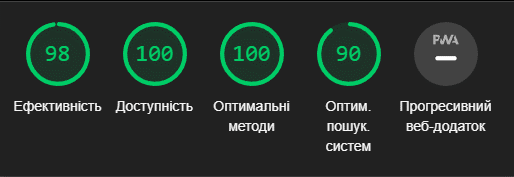 98
100
100
90
PWA
Ефективність
Доступність
Оптимальні
методи
Оптим.
пошук.
систем
Прогресивний
веб-додаток